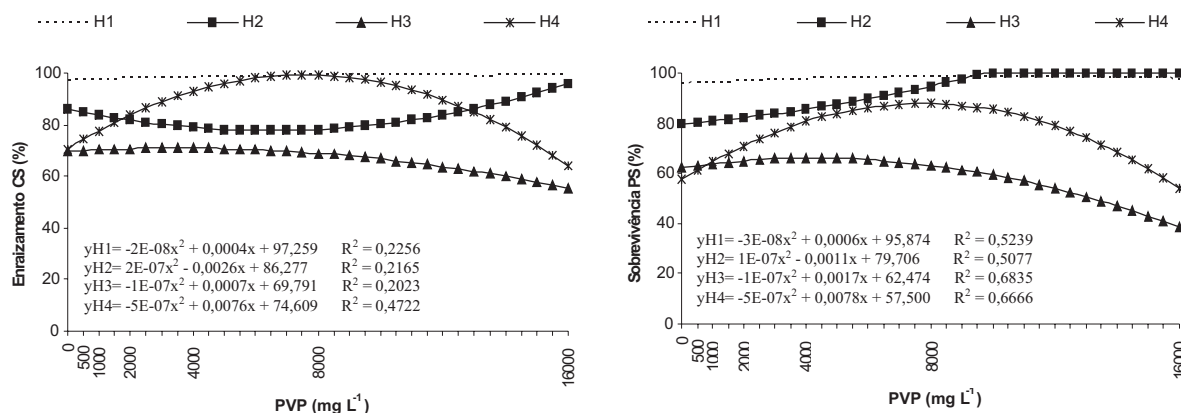 H1 H2 H3 H4
Enraizamento CS (%)
100
80
60
40
20
0
yH1= -2E-08x² + 0,0004x + 97,259 R² = 0,2256
yH2= 2E-07x² - 0,0026x + 86,277 R² = 0,2165
yH3= -1E-07x² + 0,0007x + 69,791 R² = 0,2023
yH4= -5E-07x² + 0,0076x + 74,609 R² = 0,4722
0 500 1000 2000 4000 8000 16000
PVP (mg L⁻¹)
H1 H2 H3 H4
Sobrevivência PS (%)
100
80
60
40
20
0
yH1= -3E-08x² + 0,0006x + 95,874 R² = 0,5239
yH2= 1E-07x² - 0,0011x + 79,706 R² = 0,5077
yH3= -1E-07x² + 0,0017x + 62,474 R² = 0,6835
yH4= -5E-07x² + 0,0078x + 57,500 R² = 0,6666
0 500 1000 2000 4000 8000 16000
PVP (mg L⁻¹)